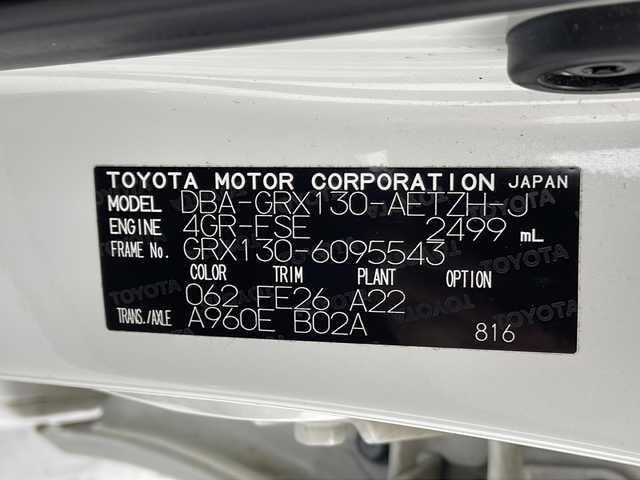 TOYOTA MOTOR CORPORATION JAPAN
MODEL DBA-GRX130-AETZH-J
ENGINE 4GR-FSE 2499 mL
FRAME No. GRX130-6095543
COLOR TRIM PLANT OPTION
062 FE26 A22
TRANS./AXLE A960E B02A
816